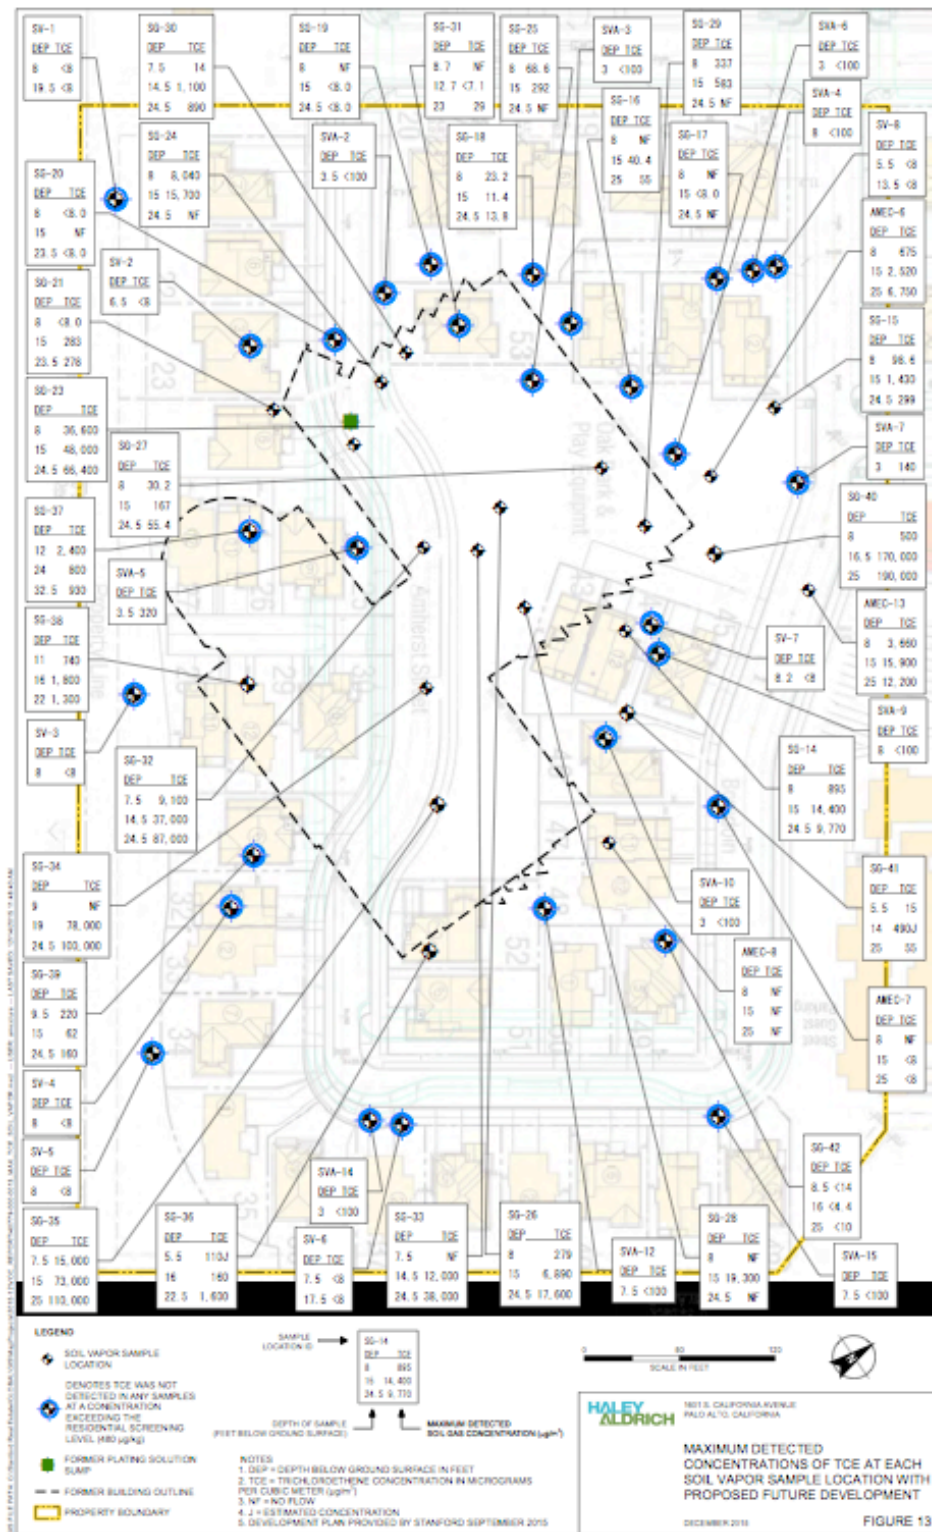 SV-1
DEP TCE
8 <8
19.5 <8
SG-30
DEP TCE
7.5 14
14.5 1,100
24.5 890
SG-19
DEP TCE
8 NF
15 <8.0
24.5 <8.0
SG-31
DEP TCE
8.7 NF
12.7 <7.1
23 29
SG-25
DEP TCE
8 68.6
15 292
24.5 NF
SVA-3
DEP TCE
3 <100
SG-29
DEP TCE
8 337
15 583
24.5 NF
SVA-6
DEP TCE
3 <100
SG-24
DEP TCE
8 8,040
15 15,700
24.5 NF
SVA-2
DEP TCE
3.5 <100
SG-18
DEP TCE
8 23.2
15 11.4
24.5 13.8
SG-16
DEP TCE
8 NF
15 40.4
25 55
SG-17
DEP TCE
8 NF
15 <8.0
24.5 NF
SVA-4
DEP TCE
8 <100
SV-8
DEP TCE
5.5 <8
13.5 <8
SG-20
DEP TCE
8 <8.0
15 NF
23.5 <8.0
SV-2
DEP TCE
6.5 <8
AMEC-6
DEP TCE
8 675
15 2,520
25 6,750
SG-21
DEP TCE
8 <8.0
15 283
23.5 278
SG-15
DEP TCE
8 98.6
15 1,430
24.5 299
SG-23
DEP TCE
8 36,600
15 48,000
24.5 66,400
SG-27
DEP TCE
8 30.2
15 167
24.5 55.4
SVA-7
DEP TCE
3 140
SG-37
DEP TCE
12 2,400
24 800
32.5 930
SG-40
DEP TCE
8 500
16.5 170,000
25 190,000
SVA-5
DEP TCE
3.5 320
AMEC-13
DEP TCE
8 3,660
15 15,900
25 12,200
SG-38
DEP TCE
11 740
16 1,800
22 1,300
SV-7
DEP TCE
8.2 <8
SV-3
DEP TCE
8 <8
SVA-9
DEP TCE
8 <100
SG-32
DEP TCE
7.5 9,100
14.5 37,000
24.5 87,000
SG-14
DEP TCE
8 895
15 14,400
24.5 9,770
SG-34
DEP TCE
9 NF
19 78,000
24.5 100,000
SVA-10
DEP TCE
3 <100
SG-41
DEP TCE
5.5 15
14 490J
25 55
SG-39
DEP TCE
9.5 220
15 62
24.5 160
AMEC-8
DEP TCE
8 NF
15 NF
25 NF
AMEC-7
DEP TCE
8 NF
15 <8
25 <8
SV-4
DEP TCE
8 <8
SV-5
DEP TCE
8 <8
SG-42
DEP TCE
8.5 <14
16 <4.4
25 <10
SG-35
DEP TCE
7.5 15,000
15 73,000
25 110,000
SG-36
DEP TCE
5.5 110J
16 160
22.5 1,600
SVA-14
DEP TCE
3 <100
SV-6
DEP TCE
7.5 <8
17.5 <8
SG-33
DEP TCE
7.5 NF
14.5 12,000
24.5 38,000
SG-26
DEP TCE
8 279
15 6,890
24.5 17,600
SVA-12
DEP TCE
7.5 <100
SG-28
DEP TCE
8 NF
15 19,300
24.5 NF
SVA-15
DEP TCE
7.5 <100
Amherst Street
LEGEND
SOIL VAPOR SAMPLE
LOCATION
DENOTES TCE WAS NOT
DETECTED IN ANY SAMPLES
AT A CONENTRATION
EXCEEDING THE
RESIDENTIAL SCREENING
LEVEL (480 µg/kg)
FORMER PLATING SOLUTION
SUMP
FORMER BUILDING OUTLINE
PROPERTY BOUNDARY
SAMPLE
LOCATION ID
SG-14
DEP TCE
8 895
15 14,400
24.5 9,770
DEPTH OF SAMPLE
(FEET BELOW GROUND SURFACE)
MAXIMUM DETECTED
SOIL GAS CONCENTRATION (µg/m³)
NOTES
1. DEP = DEPTH BELOW GROUND SURFACE IN FEET
2. TCE = TRICHLOROETHENE CONCENTRATION IN MICROGRAMS
PER CUBIC METER (µg/m³)
3. NF = NO FLOW
4. J = ESTIMATED CONCENTRATION
5. DEVELOPMENT PLAN PROVIDED BY STANFORD SEPTEMBER 2015
0 60 120
SCALE IN FEET
HALEY
ALDRICH
1601 S. CALIFORNIA AVENUE
PALO ALTO, CALIFORNIA
MAXIMUM DETECTED
CONCENTRATIONS OF TCE AT EACH
SOIL VAPOR SAMPLE LOCATION WITH
PROPOSED FUTURE DEVELOPMENT
DECEMBER 2015
FIGURE 13